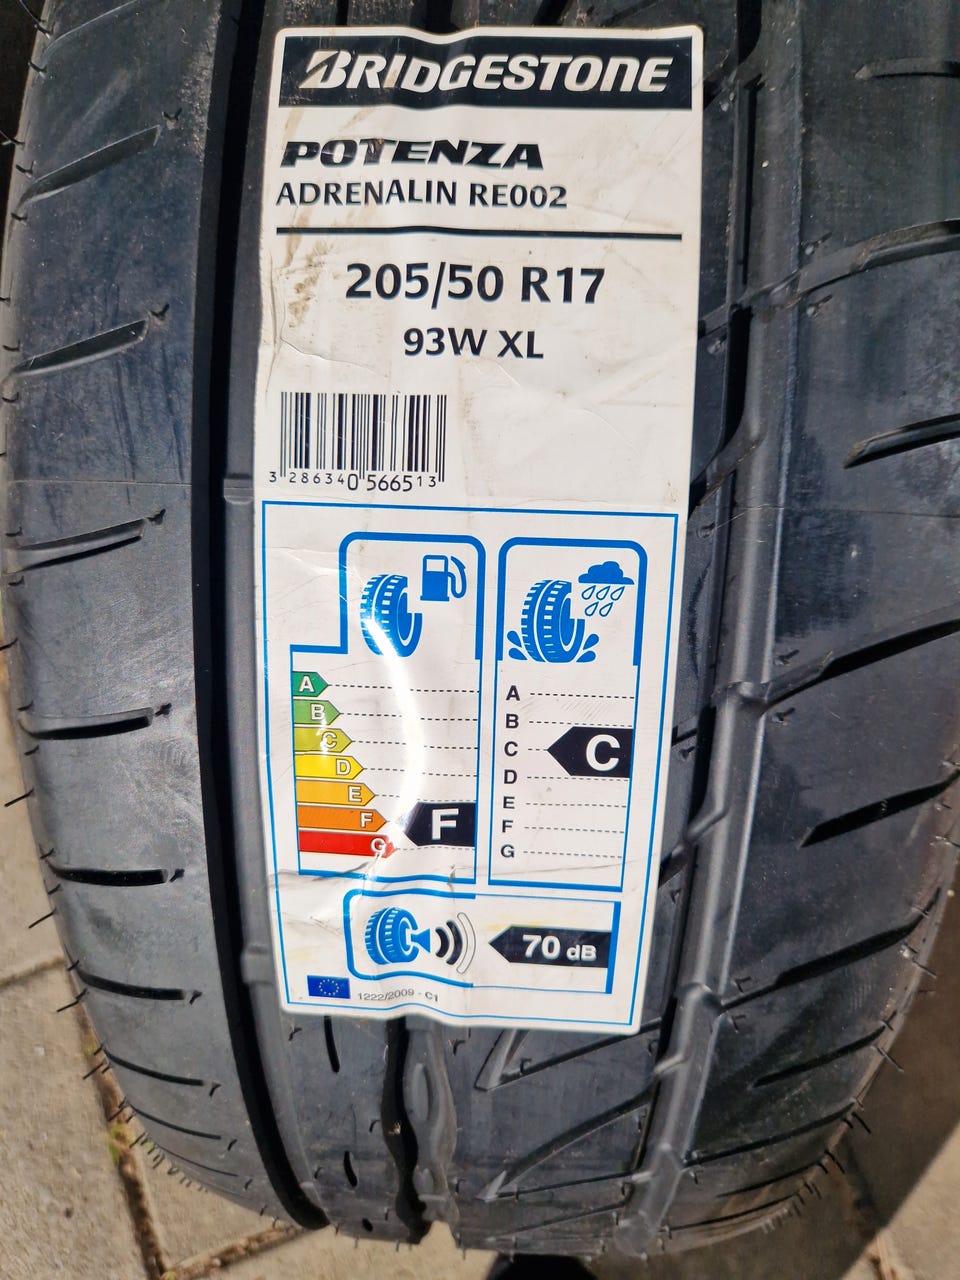 BRIDGESTONE
POTENZA
ADRENALIN RE002
205/50 R17
93W XL
3 286340 566513
A
B
C
D
E
F
G
F
A
B
C
D
E
F
G
C
70 dB
1222/2009 - C1